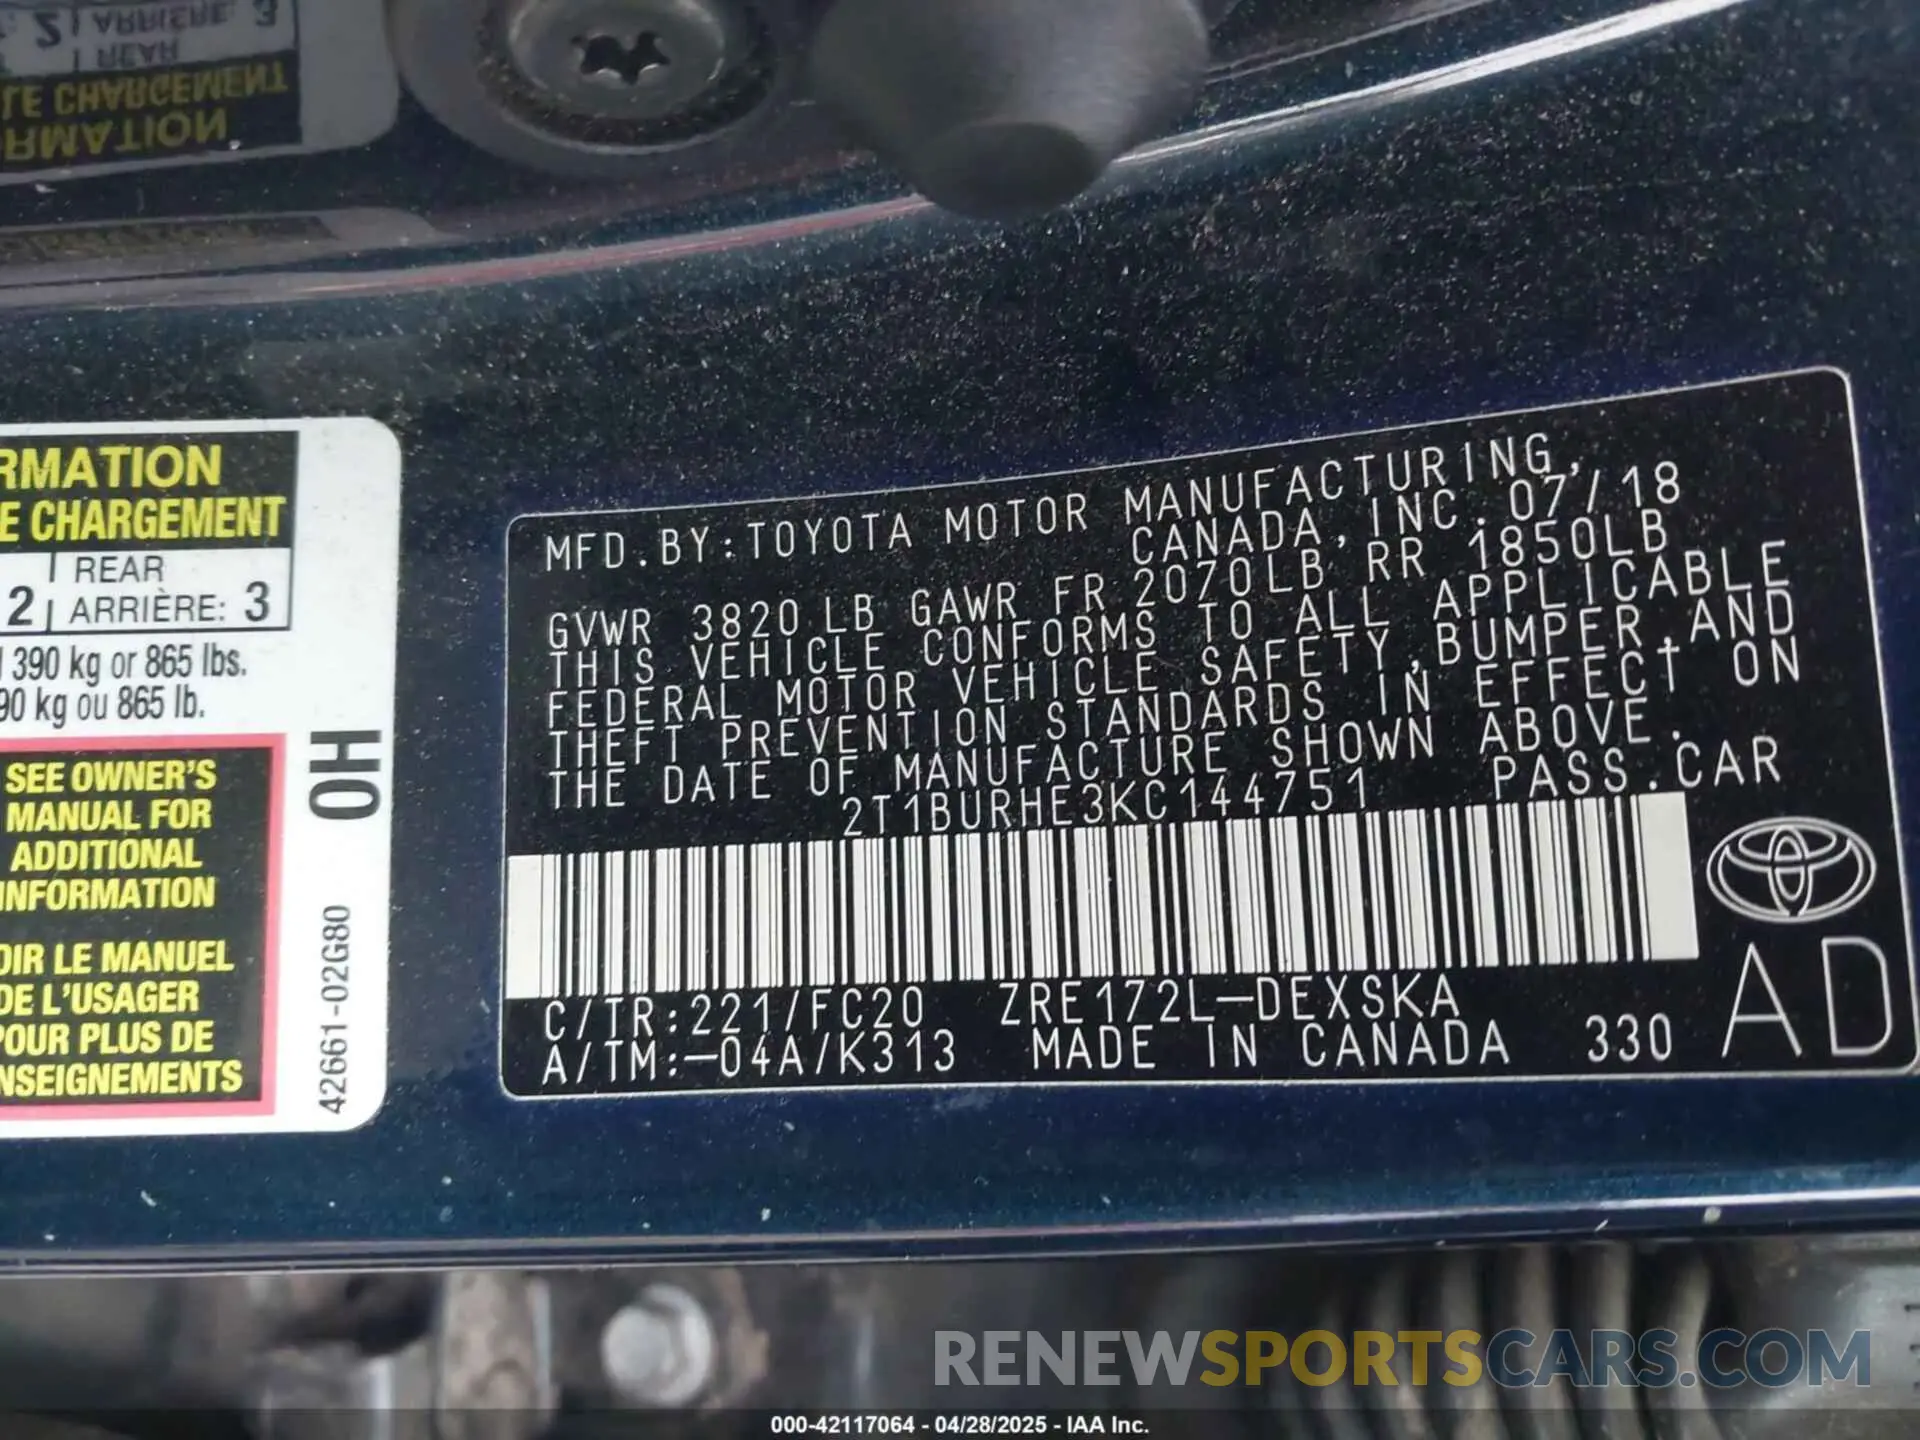 RMATION
E CHARGEMENT
REAR
2 ARRIÈRE: 3
390 kg or 865 lbs.
90 kg ou 865 lb.
SEE OWNER'S
MANUAL FOR
ADDITIONAL
INFORMATION
OIR LE MANUEL
DE L'USAGER
POUR PLUS DE
NSEIGNEMENTS
0H
42661-02G80
MFD.BY:TOYOTA MOTOR MANUFACTURING,
CANADA,INC.07/18
GVWR 3820LB GAWR FR 2070LB RR 1850LB
THIS VEHICLE CONFORMS TO ALL APPLICABLE
FEDERAL MOTOR VEHICLE SAFETY,BUMPER,AND
THEFT PREVENTION STANDARDS IN EFFECT ON
THE DATE OF MANUFACTURE SHOWN ABOVE.
2T1BURHE3KC144751 PASS.CAR
C/TR:221/FC20 ZRE172L-DEXSKA
A/TM:-04A/K313 MADE IN CANADA 330
AD
RENEWSPORTSCARS.COM
000-42117064 - 04/28/2025 - IAA Inc.